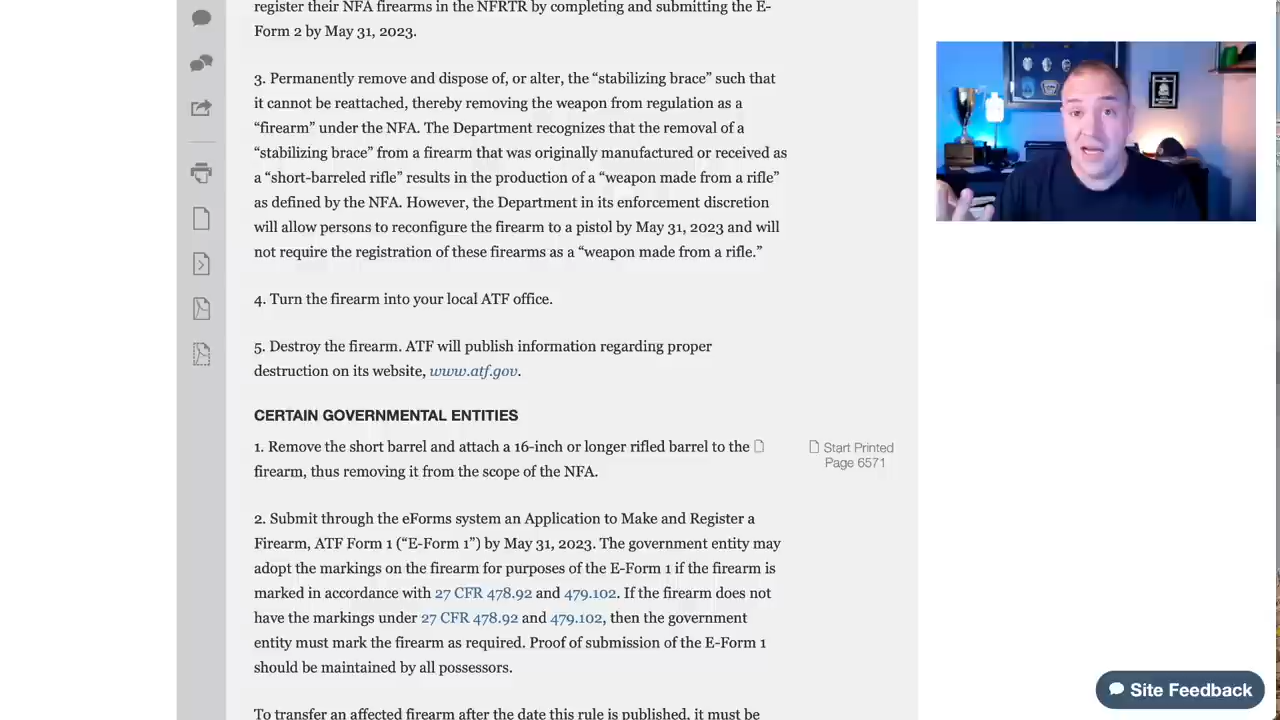 register their NFA firearms in the NFRTR by completing and submitting the E-
Form 2 by May 31, 2023.
3. Permanently remove and dispose of, or alter, the “stabilizing brace” such that
it cannot be reattached, thereby removing the weapon from regulation as a
“firearm” under the NFA. The Department recognizes that the removal of a
“stabilizing brace” from a firearm that was originally manufactured or received as
a “short-barreled rifle” results in the production of a “weapon made from a rifle”
as defined by the NFA. However, the Department in its enforcement discretion
will allow persons to reconfigure the firearm to a pistol by May 31, 2023 and will
not require the registration of these firearms as a “weapon made from a rifle.”
4. Turn the firearm into your local ATF office.
5. Destroy the firearm. ATF will publish information regarding proper
destruction on its website, www.atf.gov.
CERTAIN GOVERNMENTAL ENTITIES
1. Remove the short barrel and attach a 16-inch or longer rifled barrel to the
firearm, thus removing it from the scope of the NFA.
Start Printed
Page 6571
2. Submit through the eForms system an Application to Make and Register a
Firearm, ATF Form 1 (“E-Form 1”) by May 31, 2023. The government entity may
adopt the markings on the firearm for purposes of the E-Form 1 if the firearm is
marked in accordance with 27 CFR 478.92 and 479.102. If the firearm does not
have the markings under 27 CFR 478.92 and 479.102, then the government
entity must mark the firearm as required. Proof of submission of the E-Form 1
should be maintained by all possessors.
To transfer an affected firearm after the date this rule is published, it must be
Site Feedback